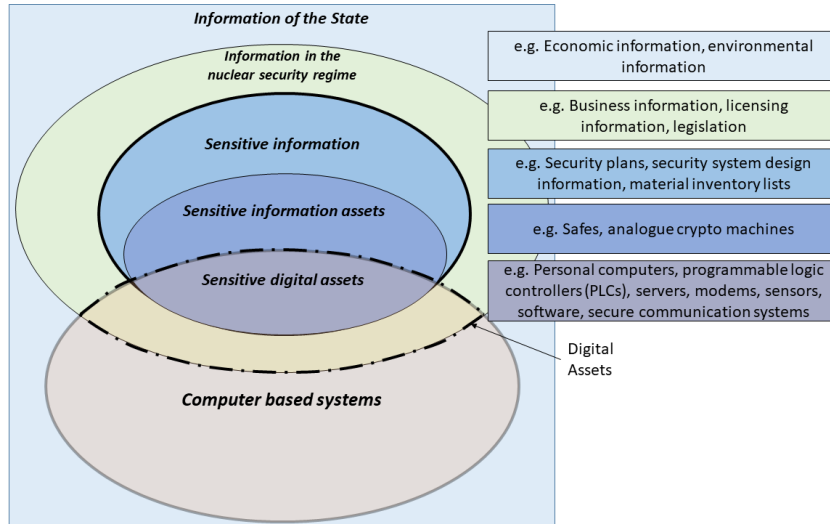 Information of the State
Information in the
nuclear security regime
Sensitive information
Sensitive information assets
Sensitive digital assets
Computer based systems
e.g. Economic information, environmental
information
e.g. Business information, licensing
information, legislation
e.g. Security plans, security system design
information, material inventory lists
e.g. Safes, analogue crypto machines
e.g. Personal computers, programmable logic
controllers (PLCs), servers, modems, sensors,
software, secure communication systems
Digital
Assets